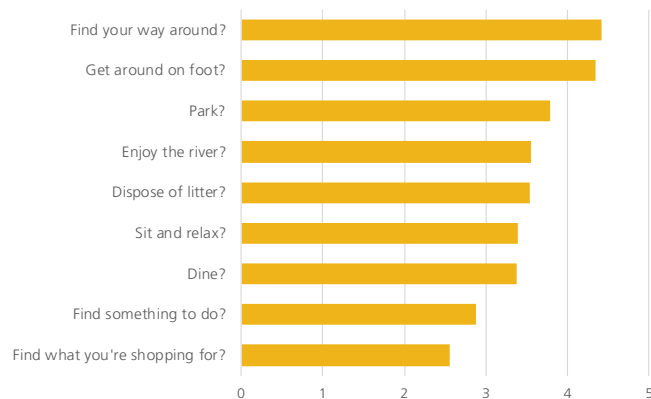 Find your way around?
Get around on foot?
Park?
Enjoy the river?
Dispose of litter?
Sit and relax?
Dine?
Find something to do?
Find what you're shopping for?
0 1 2 3 4 5